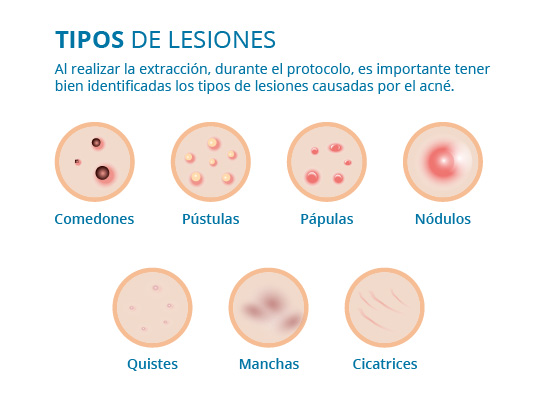 TIPOS DE LESIONES
Al realizar la extracción, durante el protocolo, es importante tener
bien identificadas los tipos de lesiones causadas por el acné.
Comedones
Pústulas
Pápulas
Nódulos
Quistes
Manchas
Cicatrices